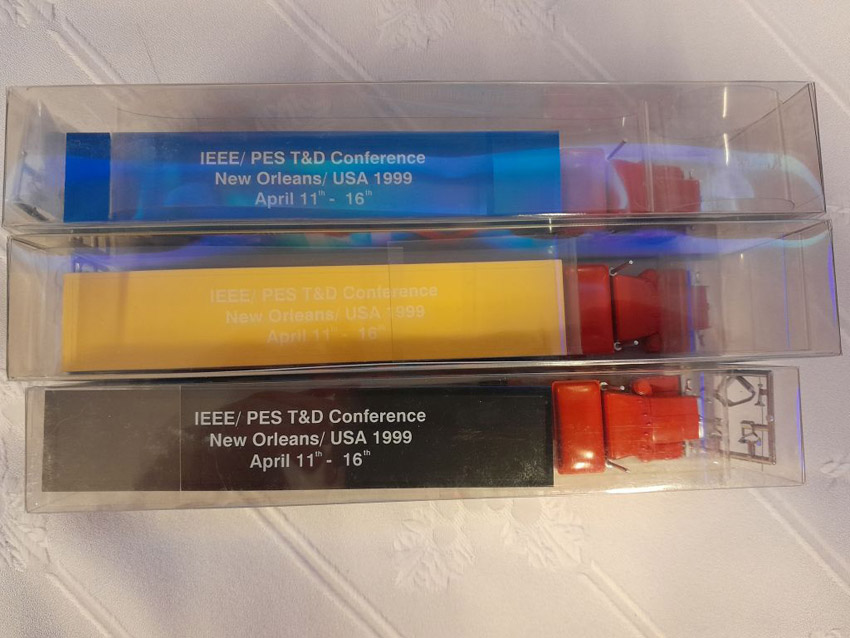 IEEE/ PES T&D Conference
New Orleans/ USA 1999
April 11th - 16th
IEEE/ PES T&D Conference
New Orleans/ USA 1999
April 11th - 16th
IEEE/ PES T&D Conference
New Orleans/ USA 1999
April 11th - 16th